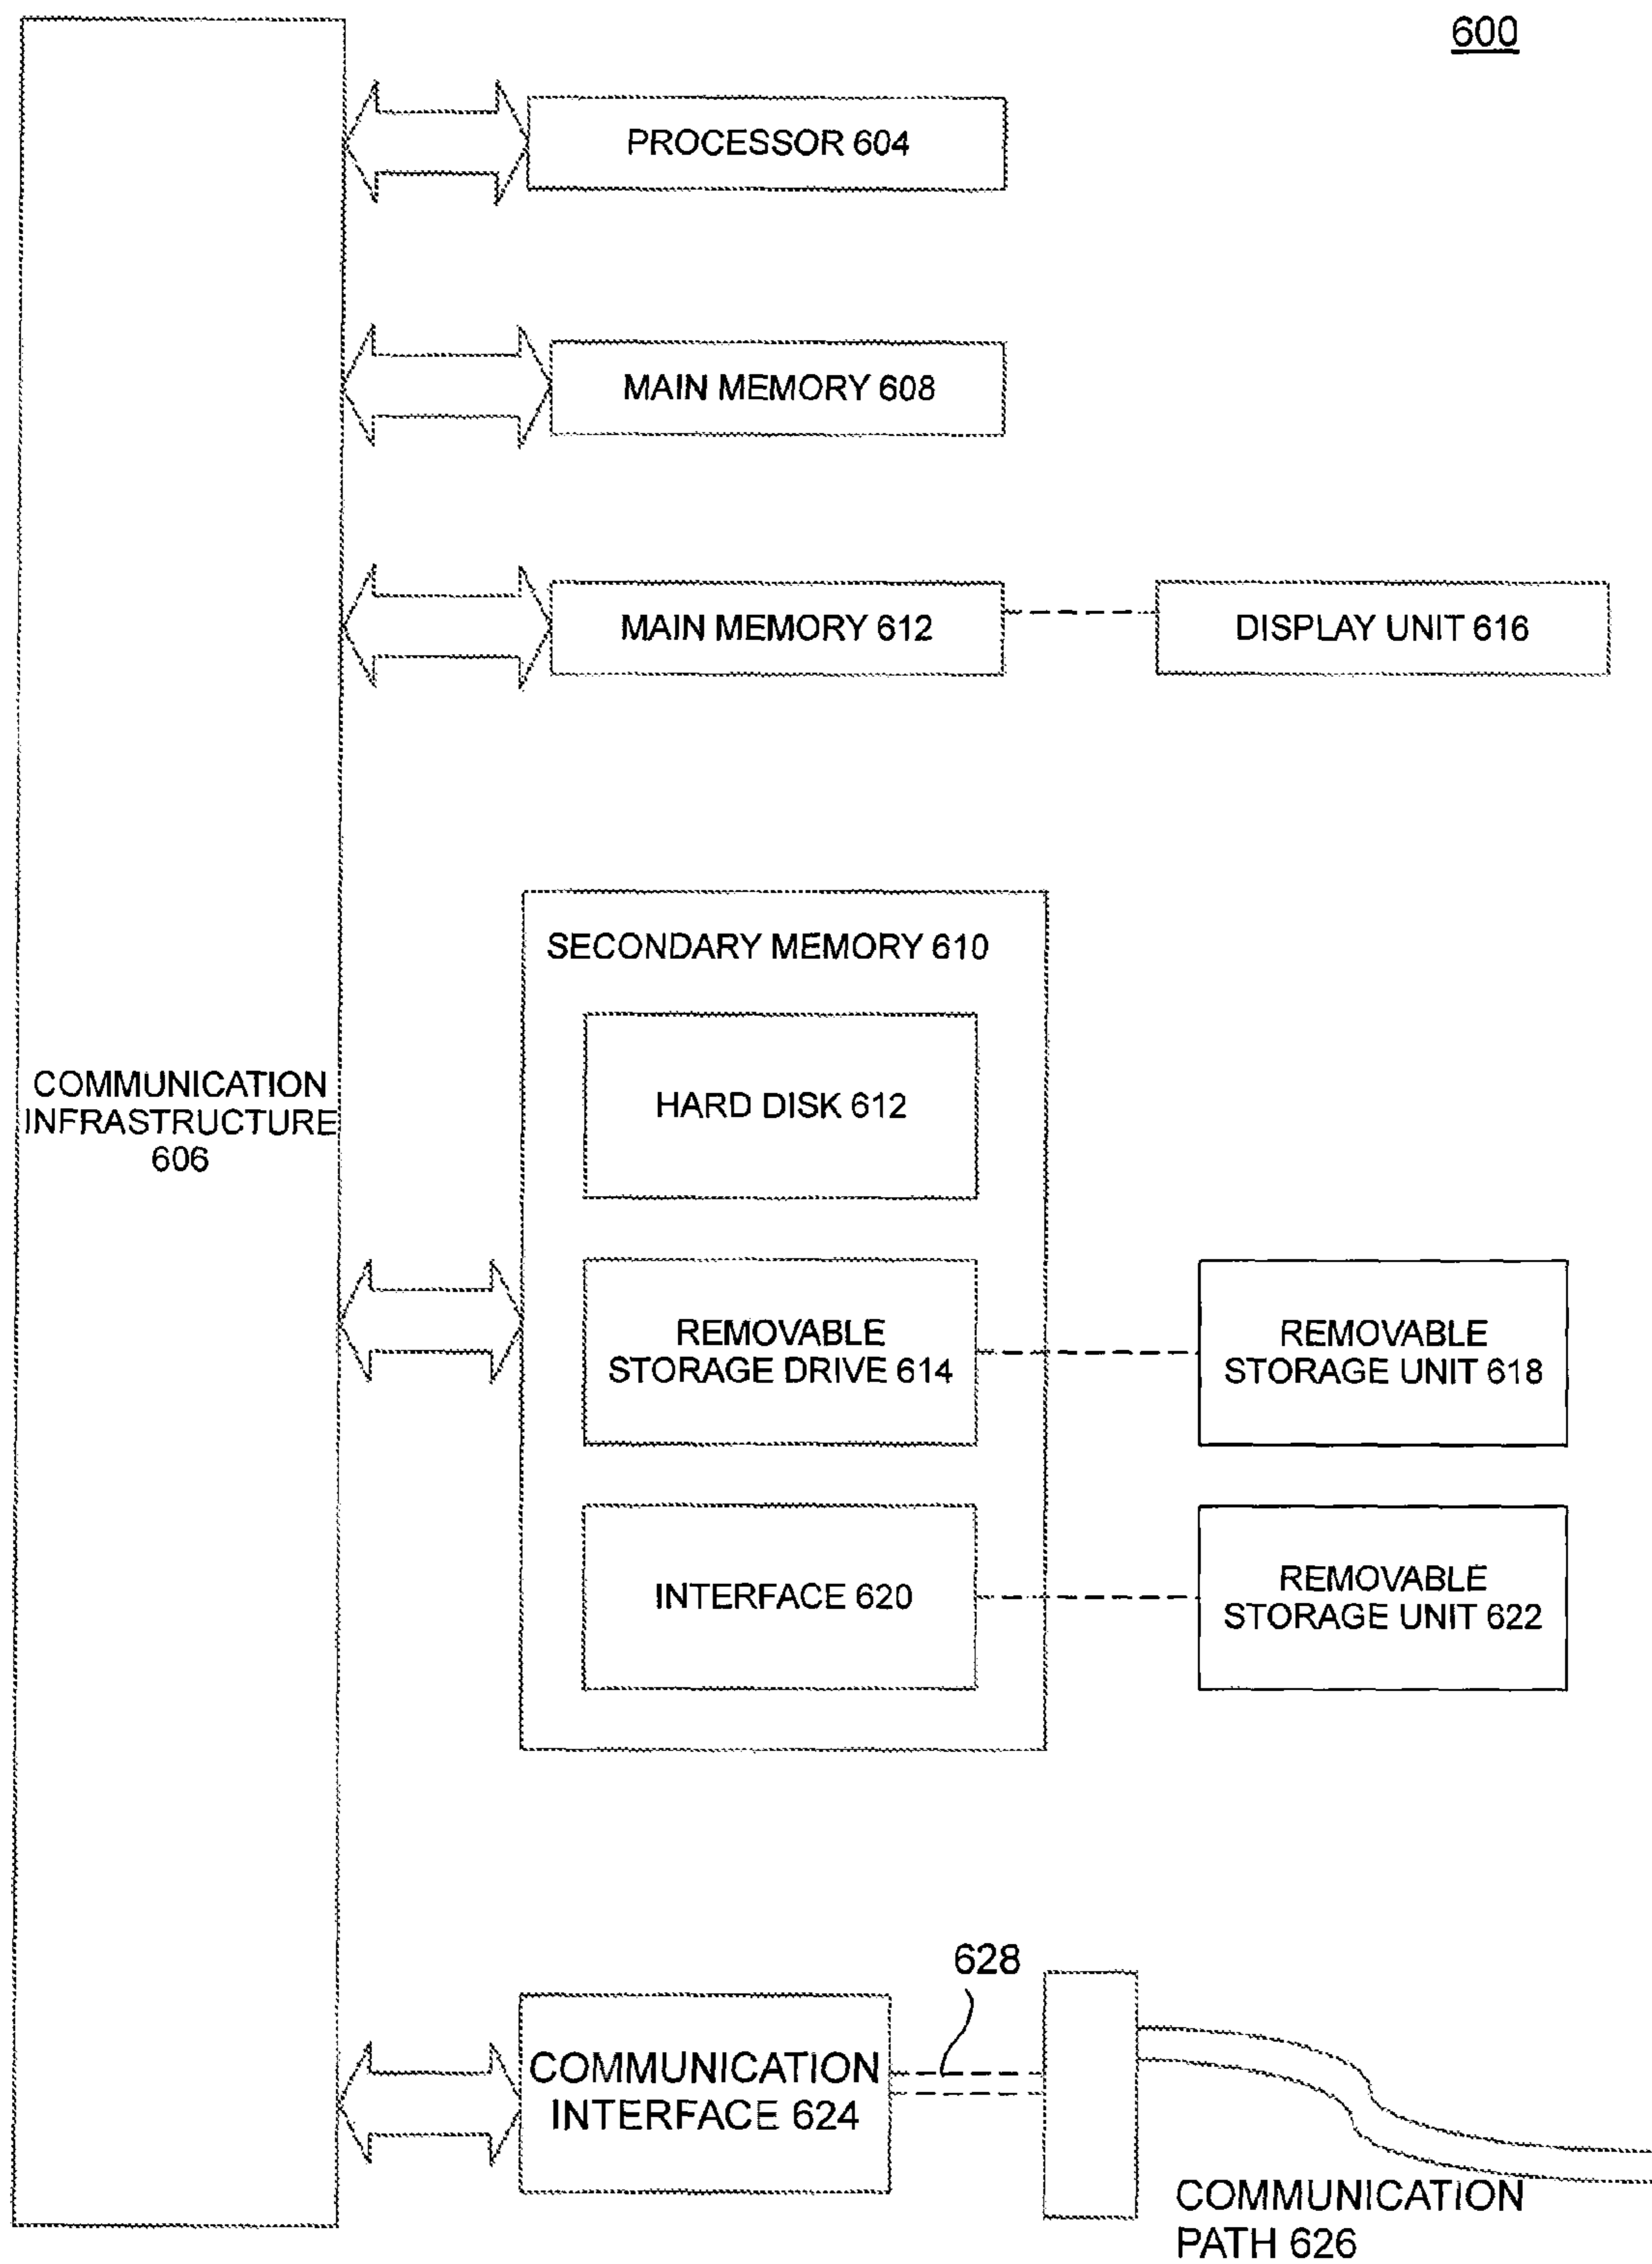 600
PROCESSOR 604
MAIN MEMORY 608
MAIN MEMORY 612
DISPLAY UNIT 616
SECONDARY MEMORY 610
HARD DISK 612
COMMUNICATION
INFRASTRUCTURE
606
REMOVABLE
STORAGE DRIVE 614
REMOVABLE
STORAGE UNIT 618
INTERFACE 620
REMOVABLE
STORAGE UNIT 622
628
COMMUNICATION
INTERFACE 624
COMMUNICATION
PATH 626